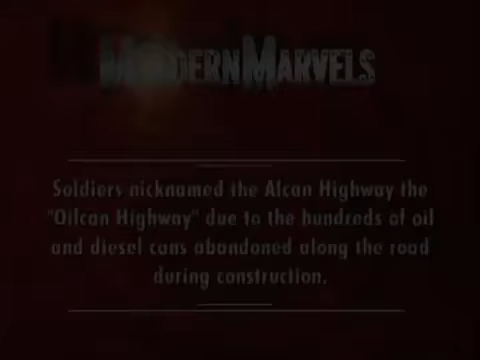 MODERN MARVELS
Soldiers nicknamed the Alcan Highway the
"Oilcan Highway" due to the hundreds of oil
and diesel cans abandoned along the road
during construction.